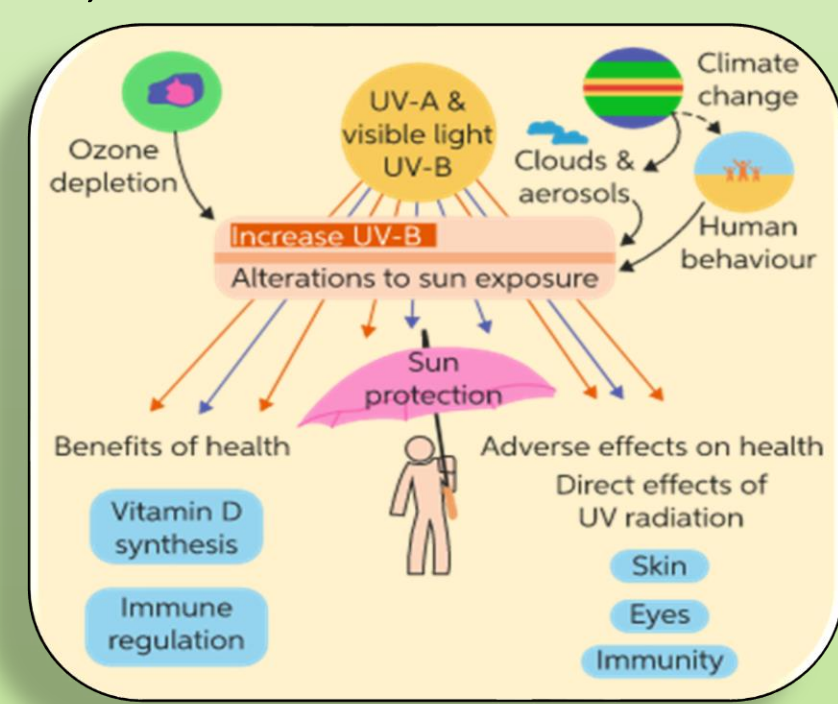 Ozone
depletion
UV-A &
visible light
UV-B
Climate
change
Clouds &
aerosols
Human
behaviour
Increase UV-B
Alterations to sun exposure
Sun
protection
Benefits of health
Vitamin D
synthesis
Immune
regulation
Adverse effects on health
Direct effects of
UV radiation
Skin
Eyes
Immunity